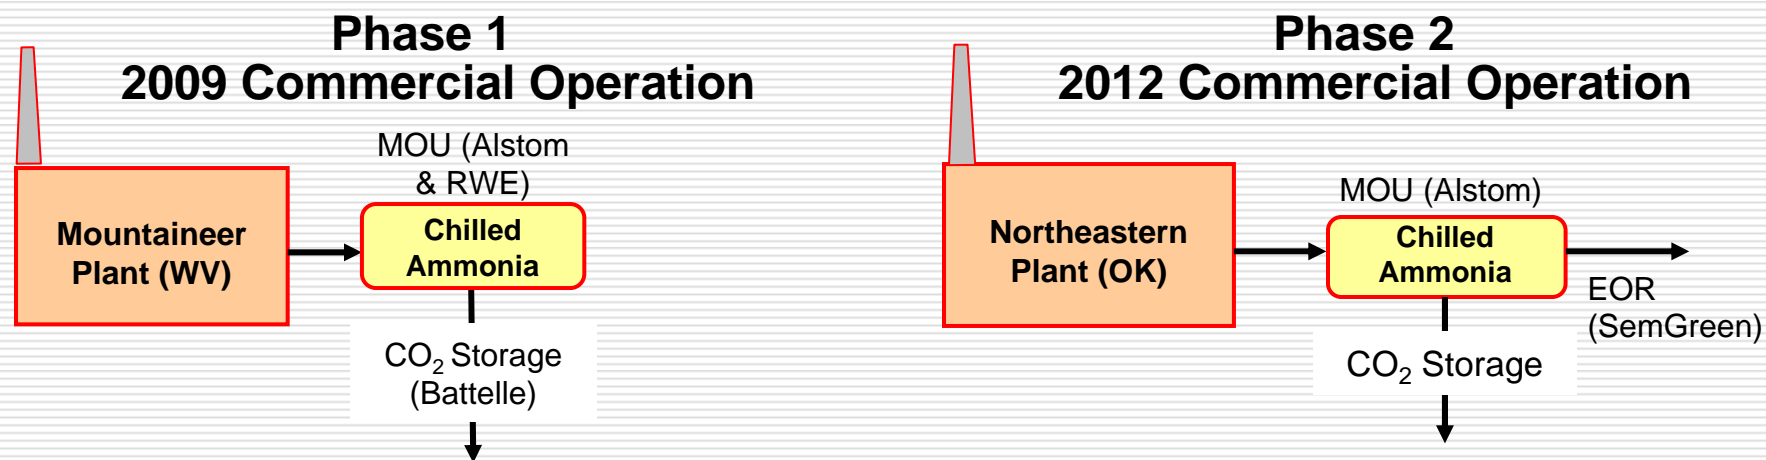 Phase 1
2009 Commercial Operation
MOU (Alstom
& RWE)
Mountaineer
Plant (WV)
Chilled
Ammonia
CO₂ Storage
(Battelle)
Phase 2
2012 Commercial Operation
MOU (Alstom)
Northeastern
Plant (OK)
Chilled
Ammonia
EOR
(SemGreen)
CO₂ Storage